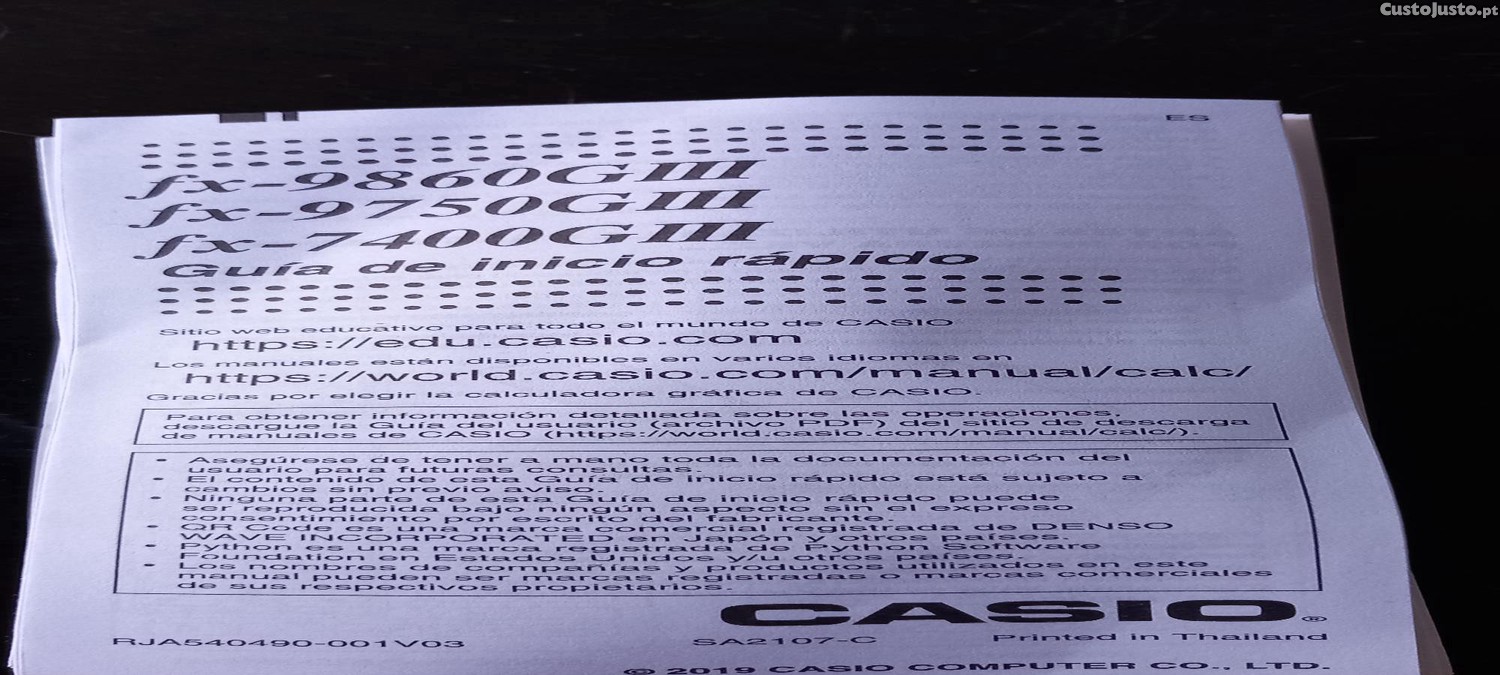 CustoJusto.pt
ES
fx-9860GIII
fx-9750GIII
fx-7400GIII
Guía de inicio rápido
Sitio web educativo para todo el mundo de CASIO
https://edu.casio.com
Los manuales están disponibles en varios idiomas en
https://world.casio.com/manual/calc/
Gracias por elegir la calculadora gráfica de CASIO.
Para obtener información detallada sobre las operaciones,
descargue la Guía del usuario (archivo PDF) del sitio de descarga
de manuales de CASIO (https://world.casio.com/manual/calc/).
• Asegúrese de tener a mano toda la documentación del
usuario para futuras consultas.
• El contenido de esta Guía de inicio rápido está sujeto a
cambios sin previo aviso.
• Ninguna parte de esta Guía de inicio rápido puede
ser reproducida bajo ningún aspecto sin el expreso
consentimiento por escrito del fabricante.
• QR Code es una marca comercial registrada de DENSO
WAVE INCORPORATED en Japón y otros países.
• Python es una marca registrada de Python Software
Foundation en Estados Unidos y/u otros países.
• Los nombres de compañías y productos utilizados en este
manual pueden ser marcas registradas o marcas comerciales
de sus respectivos propietarios.
CASIO®
RJA540490-001V03 SA2107-C Printed in Thailand
© 2019 CASIO COMPUTER CO., LTD.